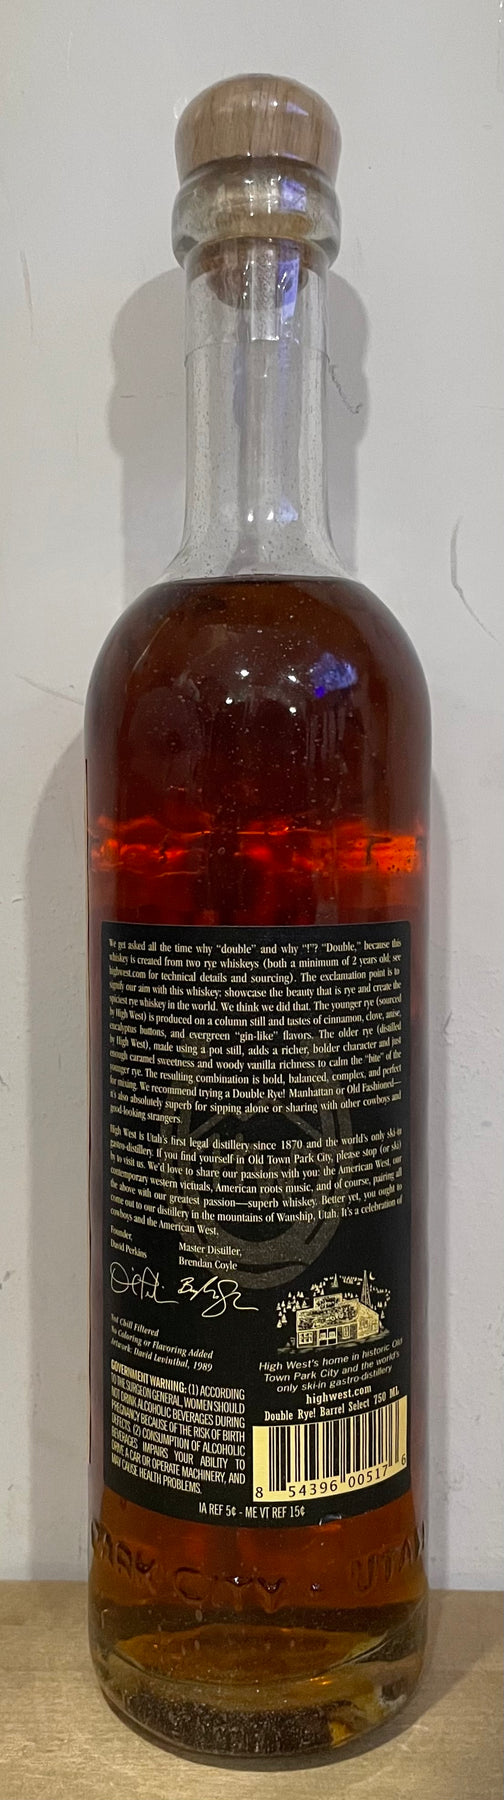 We get asked all the time why “double” and why “!”? “Double,” because this
whiskey is created from two rye whiskeys (both a minimum of 2 years old; see
highwest.com for technical details and sourcing). The exclamation point is to
signify our aim with this whiskey: showcase the beauty that is rye and create the
spiciest rye whiskey in the world. We think we did that. The younger rye (sourced
by High West) is produced on a column still and tastes of cinnamon, clove, anise,
eucalyptus buttons, and evergreen “gin-like” flavors. The older rye (distilled
by High West), made using a pot still, adds a richer, bolder character and just
enough caramel sweetness and woody vanilla richness to calm the “bite” of the
younger rye. The resulting combination is bold, balanced, complex, and perfect
for mixing. We recommend trying a Double Rye! Manhattan or Old Fashioned—
it’s also absolutely superb for sipping alone or sharing with other cowboys and
good-looking strangers.
High West is Utah’s first legal distillery since 1870 and the world’s only ski-in
gastro-distillery. If you find yourself in Old Town Park City, please stop (or ski)
by to visit us. We’d love to share our passions with you: the American West, our
contemporary western victuals, American roots music, and of course, pairing all
the above with our greatest passion—superb whiskey. Better yet, you ought to
come out to our distillery in the mountains of Wanship, Utah. It’s a celebration of
cowboys and the American West.
Founder,
David Perkins
Master Distiller,
Brendan Coyle
Not Chill Filtered
No Coloring or Flavoring Added
Artwork: David Levinthal, 1989
High West’s home in historic Old
Town Park City and the world’s
only ski-in gastro-distillery
highwest.com
Double Rye! Barrel Select 750 ML
GOVERNMENT WARNING: (1) ACCORDING
TO THE SURGEON GENERAL, WOMEN SHOULD
NOT DRINK ALCOHOLIC BEVERAGES DURING
PREGNANCY BECAUSE OF THE RISK OF BIRTH
DEFECTS. (2) CONSUMPTION OF ALCOHOLIC
BEVERAGES IMPAIRS YOUR ABILITY TO
DRIVE A CAR OR OPERATE MACHINERY, AND
MAY CAUSE HEALTH PROBLEMS.
8 54396 00517 6
IA REF 5¢ - ME VT REF 15¢
PARK CITY · UTAH